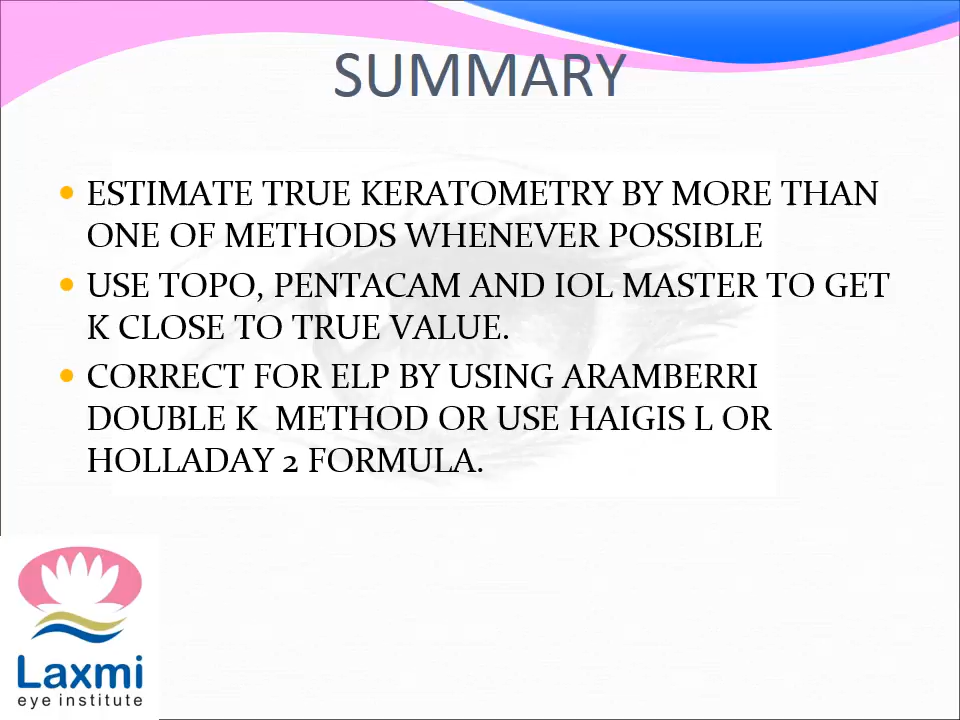 SUMMARY
ESTIMATE TRUE KERATOMETRY BY MORE THAN
ONE OF METHODS WHENEVER POSSIBLE
USE TOPO, PENTACAM AND IOL MASTER TO GET
K CLOSE TO TRUE VALUE.
CORRECT FOR ELP BY USING ARAMBERRI
DOUBLE K  METHOD OR USE HAIGIS L OR
HOLLADAY 2 FORMULA.
Laxmi
eye institute